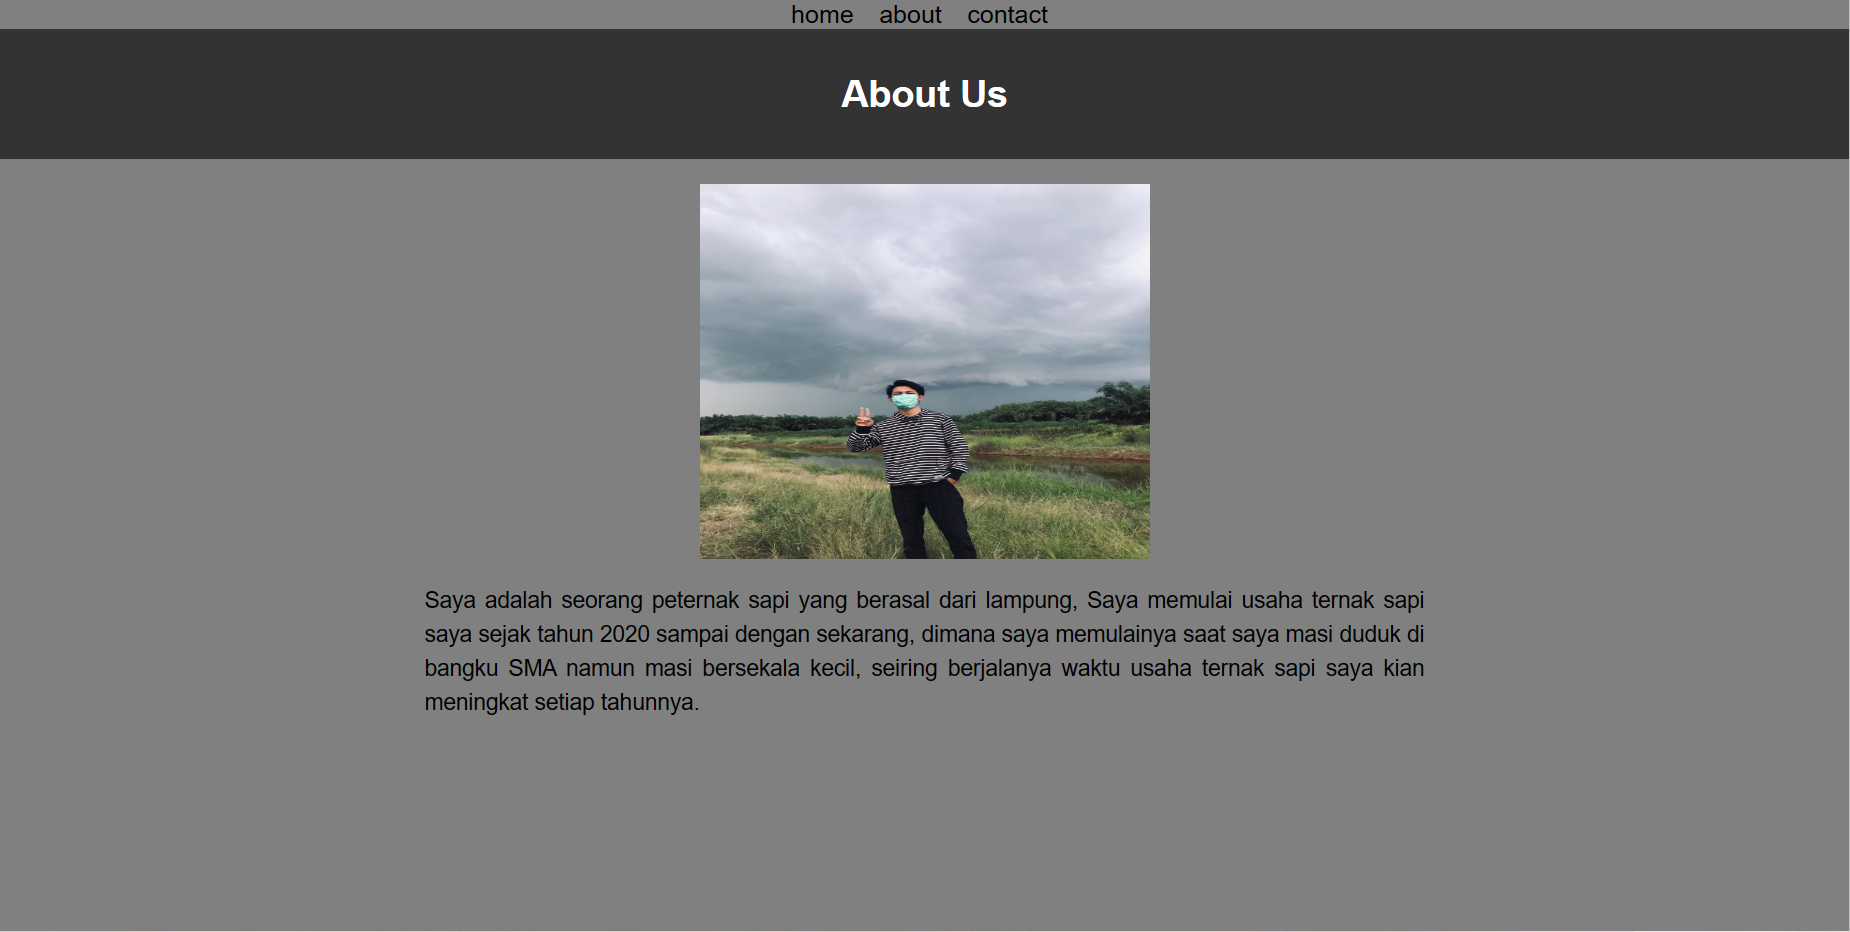 home about contact
About Us
Saya adalah seorang peternak sapi yang berasal dari lampung, Saya memulai usaha ternak sapi
saya sejak tahun 2020 sampai dengan sekarang, dimana saya memulainya saat saya masi duduk di
bangku SMA namun masi bersekala kecil, seiring berjalanya waktu usaha ternak sapi saya kian
meningkat setiap tahunnya.